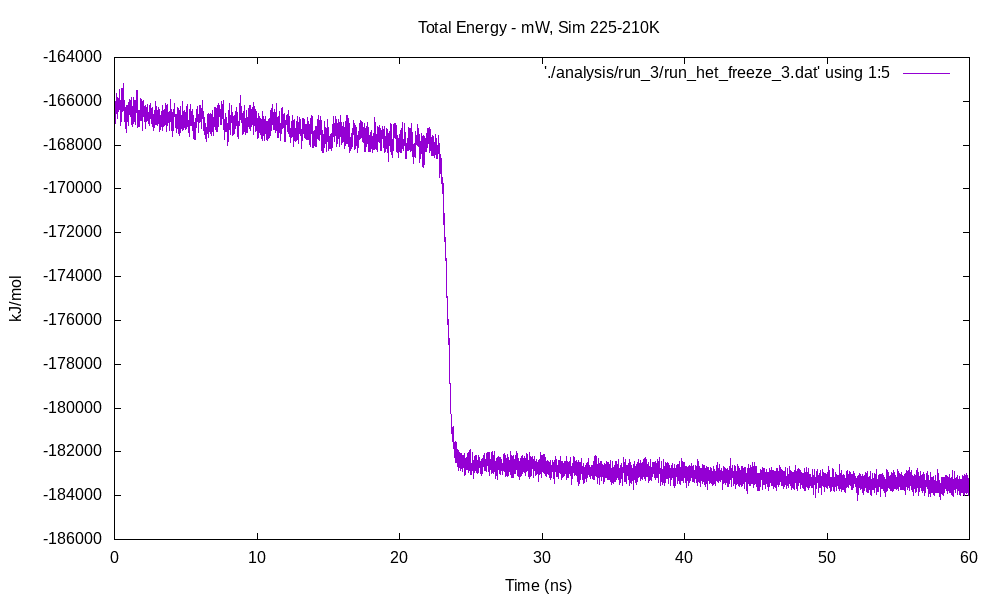 Total Energy - mW, Sim 225-210K
'./analysis/run_3/run_het_freeze_3.dat' using 1:5
-164000
-166000
-168000
-170000
-172000
-174000
-176000
-178000
-180000
-182000
-184000
-186000
kJ/mol
0 10 20 30 40 50 60
Time (ns)